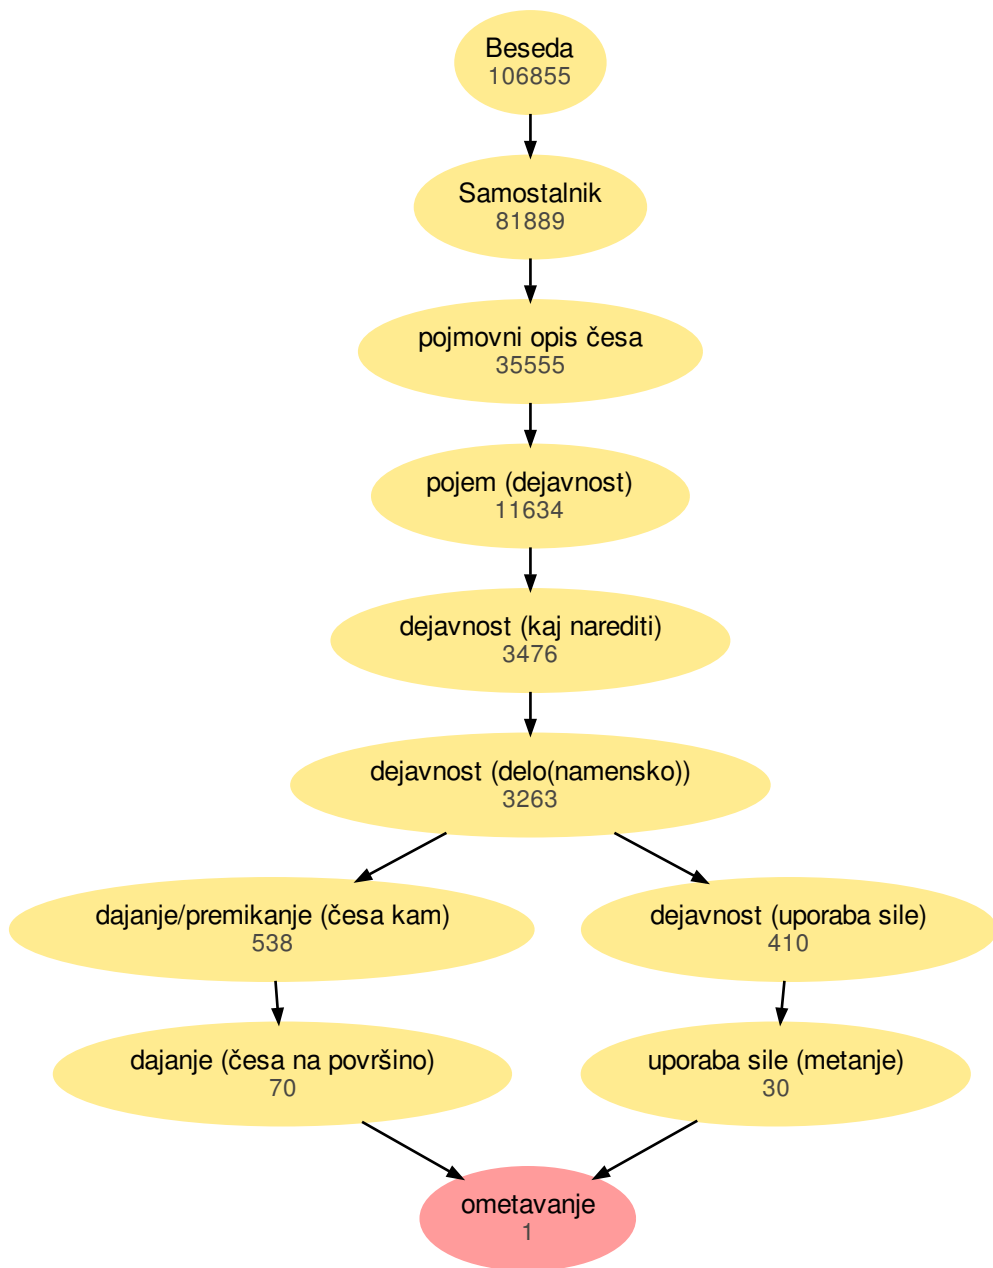 Beseda
106855
Samostalnik
81889
pojmovni opis česa
35555
pojem (dejavnost)
11634
dejavnost (kaj narediti)
3476
dejavnost (delo(namensko))
3263
dajanje/premikanje (česa kam)
538
dejavnost (uporaba sile)
410
dajanje (česa na površino)
70
uporaba sile (metanje)
30
ometavanje
1